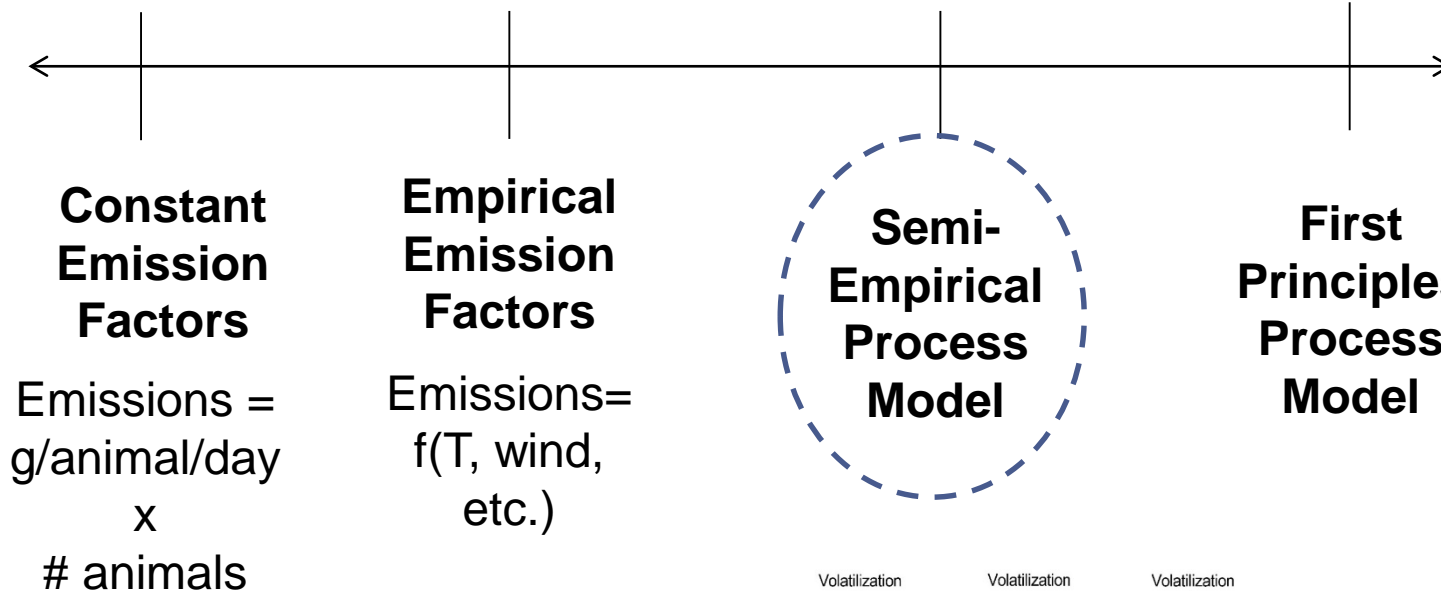 Constant
Emission
Factors
Emissions =
g/animal/day
x
# animals
Empirical
Emission
Factors
Emissions=
f(T, wind,
etc.)
Semi-
Empirical
Process
Model
First
Principles
Process
Model
Volatilization Volatilization Volatilization